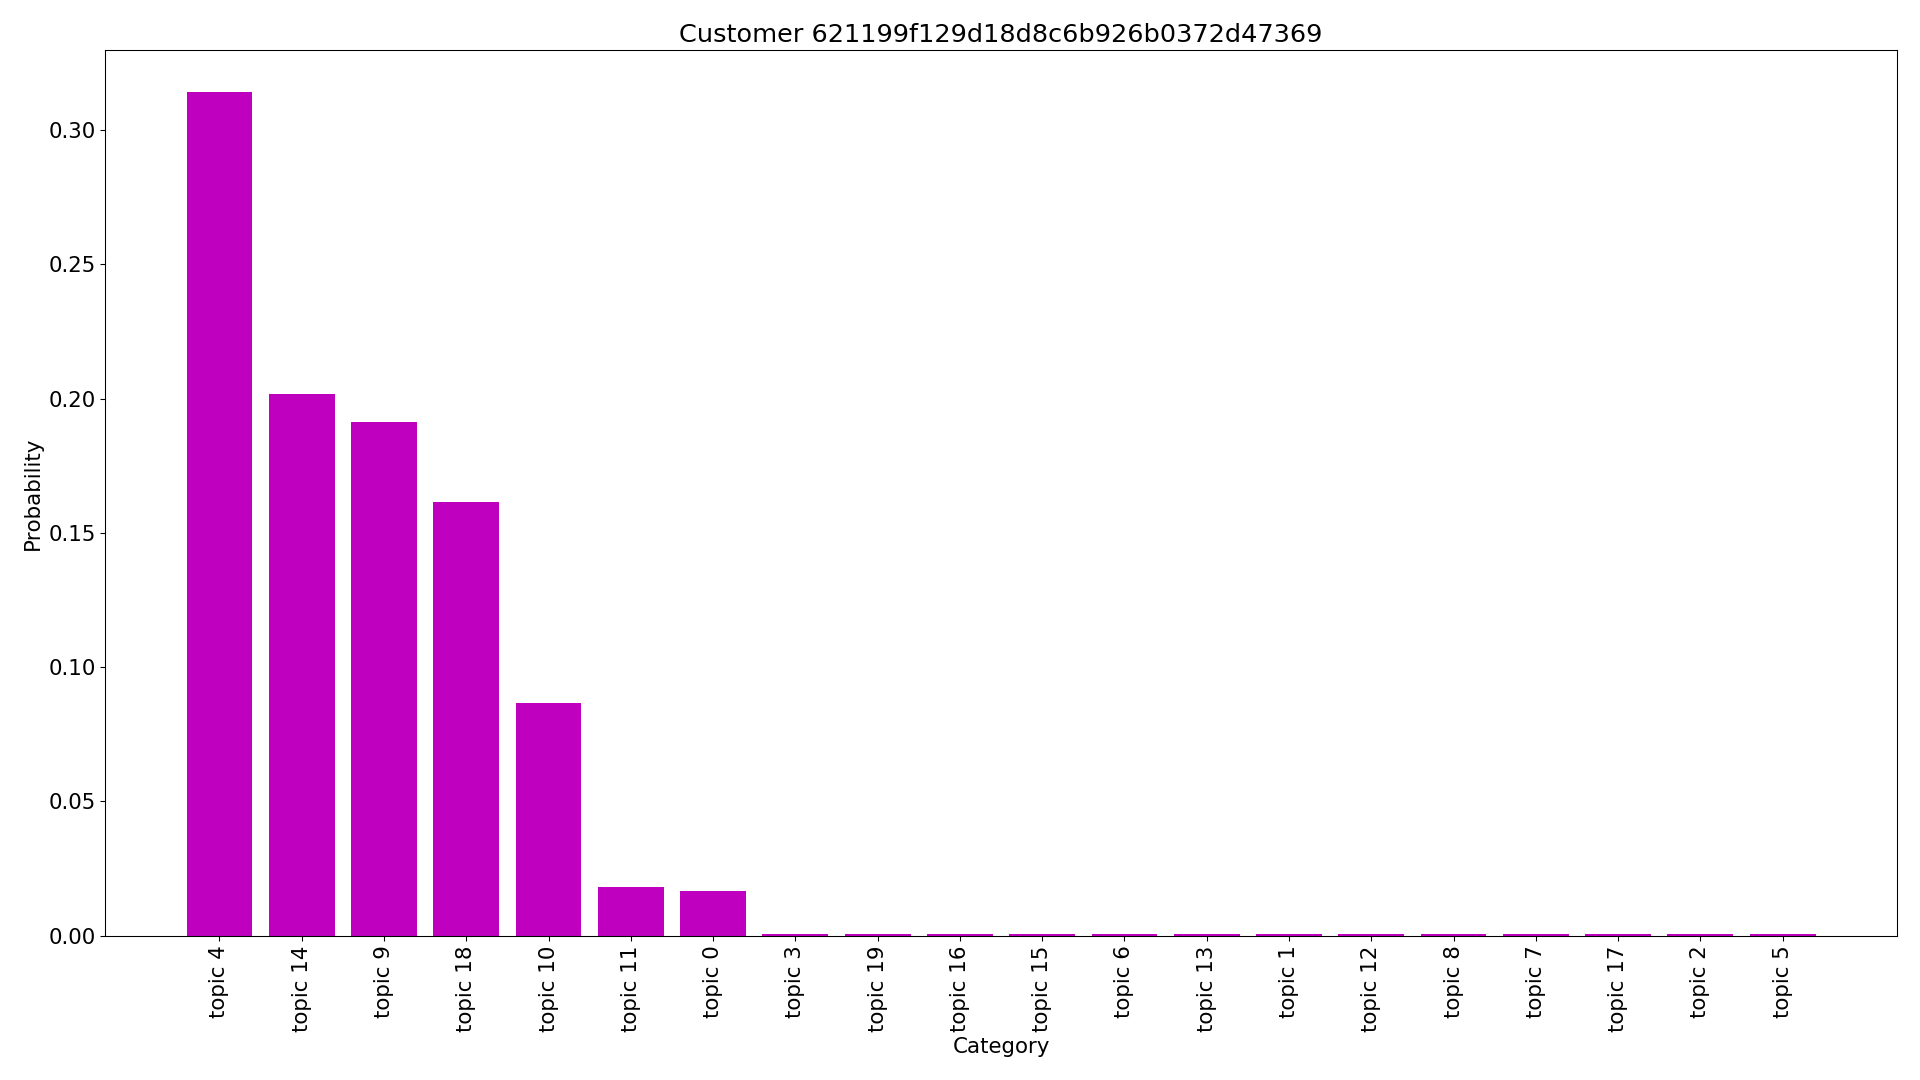 Customer 621199f129d18d8c6b926b0372d47369
Probability
0.30
0.25
0.20
0.15
0.10
0.05
0.00
topic 4
topic 14
topic 9
topic 18
topic 10
topic 11
topic 0
topic 3
topic 19
topic 16
topic 15
topic 6
topic 13
topic 1
topic 12
topic 8
topic 7
topic 17
topic 2
topic 5
Category